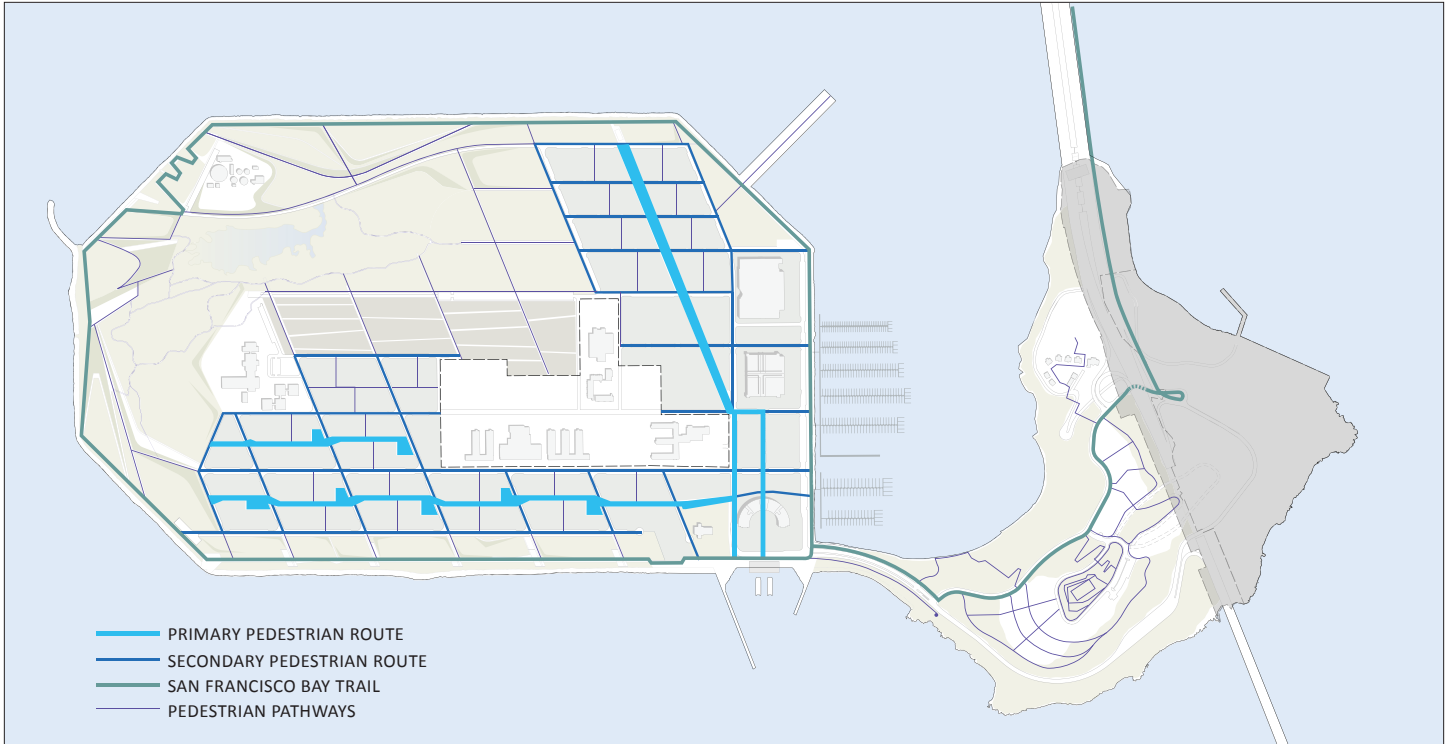 PRIMARY PEDESTRIAN ROUTE
SECONDARY PEDESTRIAN ROUTE
SAN FRANCISCO BAY TRAIL
PEDESTRIAN PATHWAYS